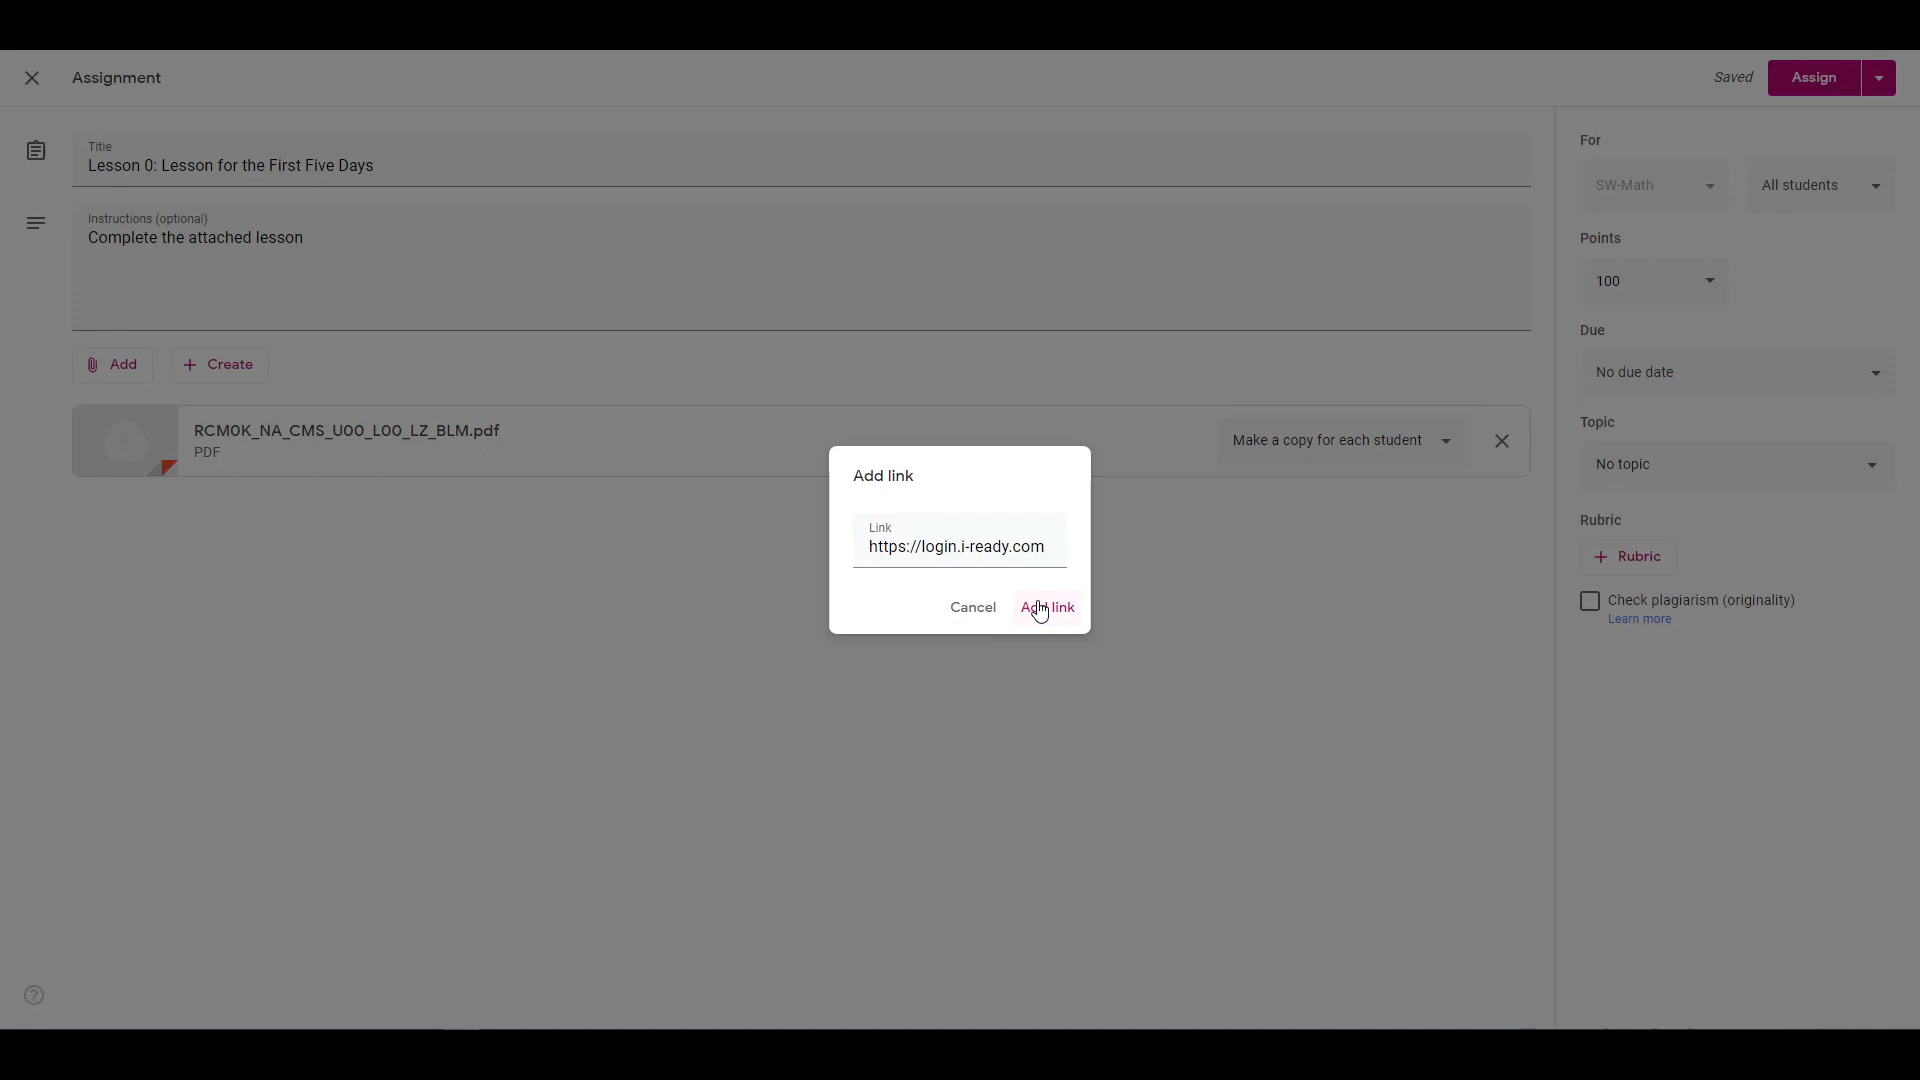 Assignment
Saved
Assign
Title
Lesson 0: Lesson for the First Five Days
Instructions (optional)
Complete the attached lesson
Add
Create
RCM0K_NA_CMS_U00_L00_LZ_BLM.pdf
PDF
Make a copy for each student
Add link
Link
https://login.i-ready.com
Cancel
Add link
For
SW-Math
All students
Points
100
Due
No due date
Topic
No topic
Rubric
Rubric
Check plagiarism (originality)
Learn more